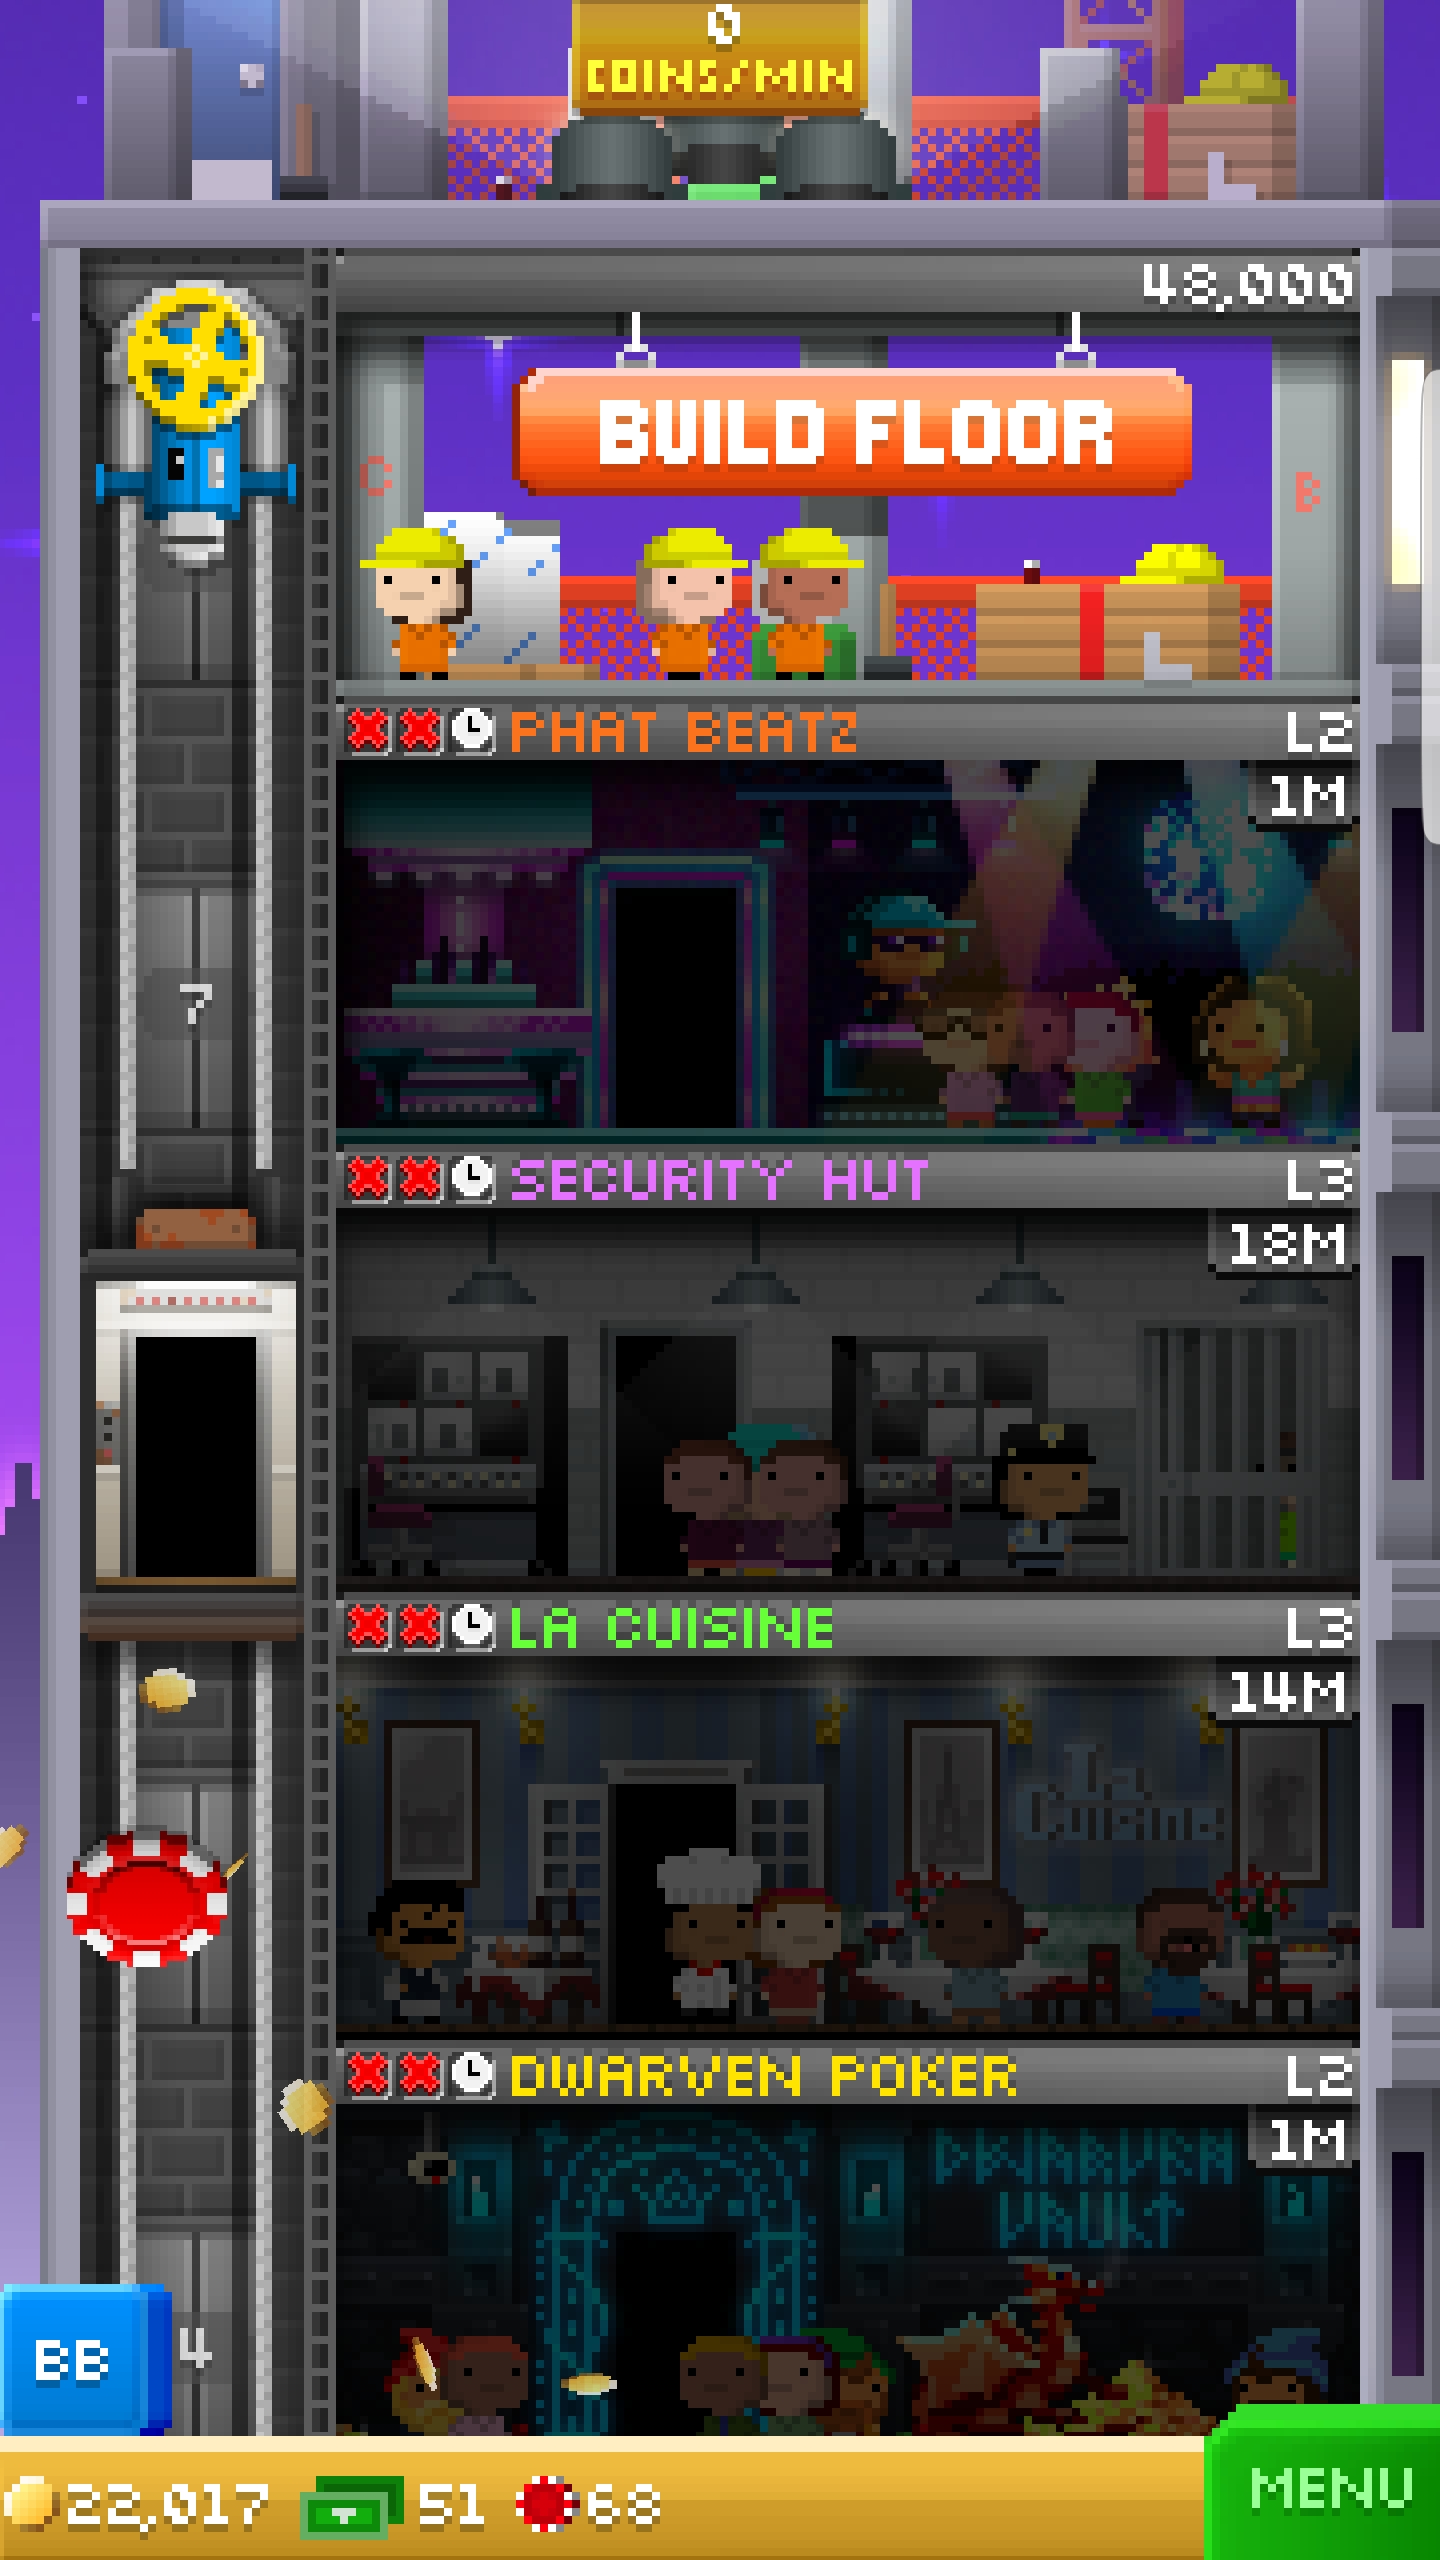 0
COINS/MIN
48,000
BUILD FLOOR
C
B
PHAT BEATZ
L2
1M
7
SECURITY HUT
L3
18M
LA CUISINE
L3
14M
La
Cuisine
DWARVEN POKER
L2
1M
DWARVEN
VAULT
4
BB
22,017
51
68
MENU